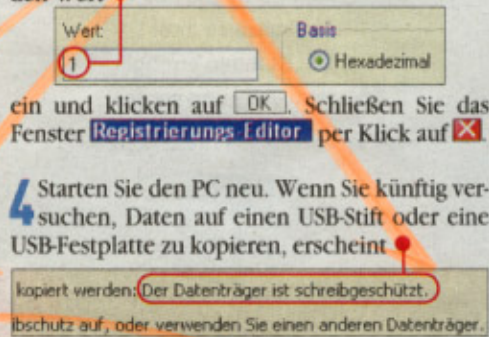 Wert:
Basis
1
Hexadezimal
ein und klicken auf OK. Schließen Sie das
Fenster Registrierungs-Editor per Klick auf X.
4 Starten Sie den PC neu. Wenn Sie künftig ver-
suchen, Daten auf einen USB-Stift oder eine
USB-Festplatte zu kopieren, erscheint
kopiert werden: Der Datenträger ist schreibgeschützt.
ibschutz auf, oder verwenden Sie einen anderen Datenträger.